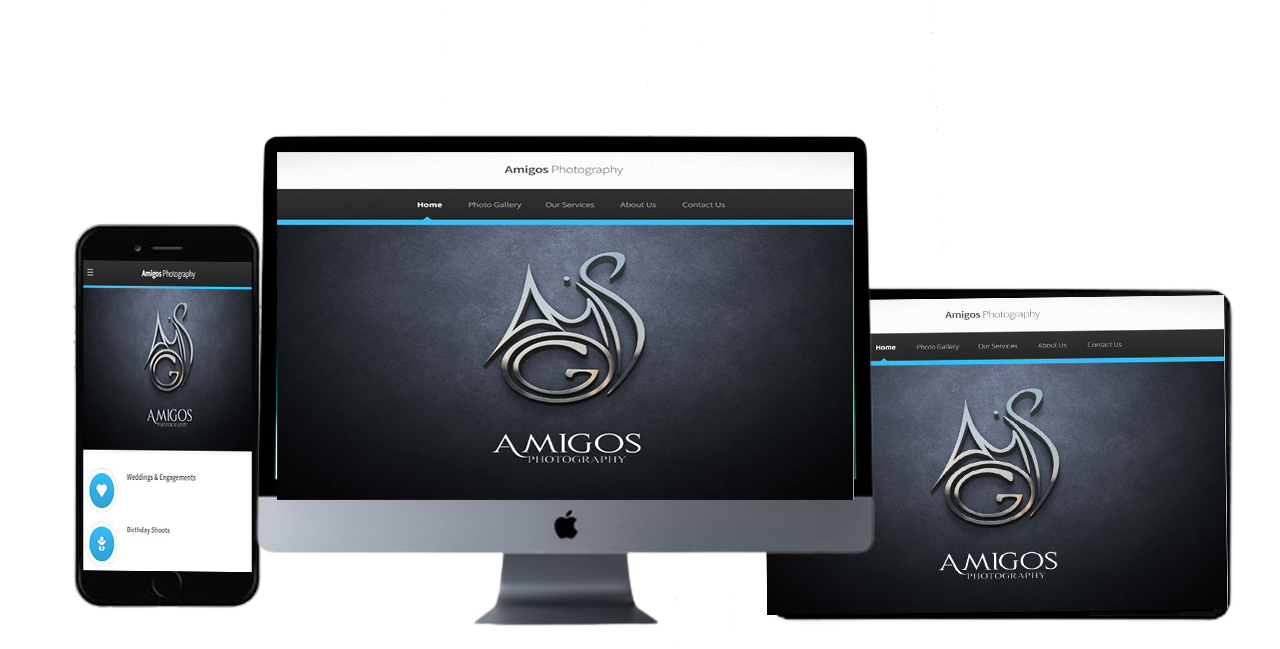 Amigos Photography
Home Photo Gallery Our Services About Us Contact Us
AMIGOS
PHOTOGRAPHY
Amigos Photography
AMIGOS
PHOTOGRAPHY
Weddings & Engagements
Birthday Shoots
Amigos Photography
Home Photo Gallery Our Services About Us Contact Us
AMIGOS
PHOTOGRAPHY